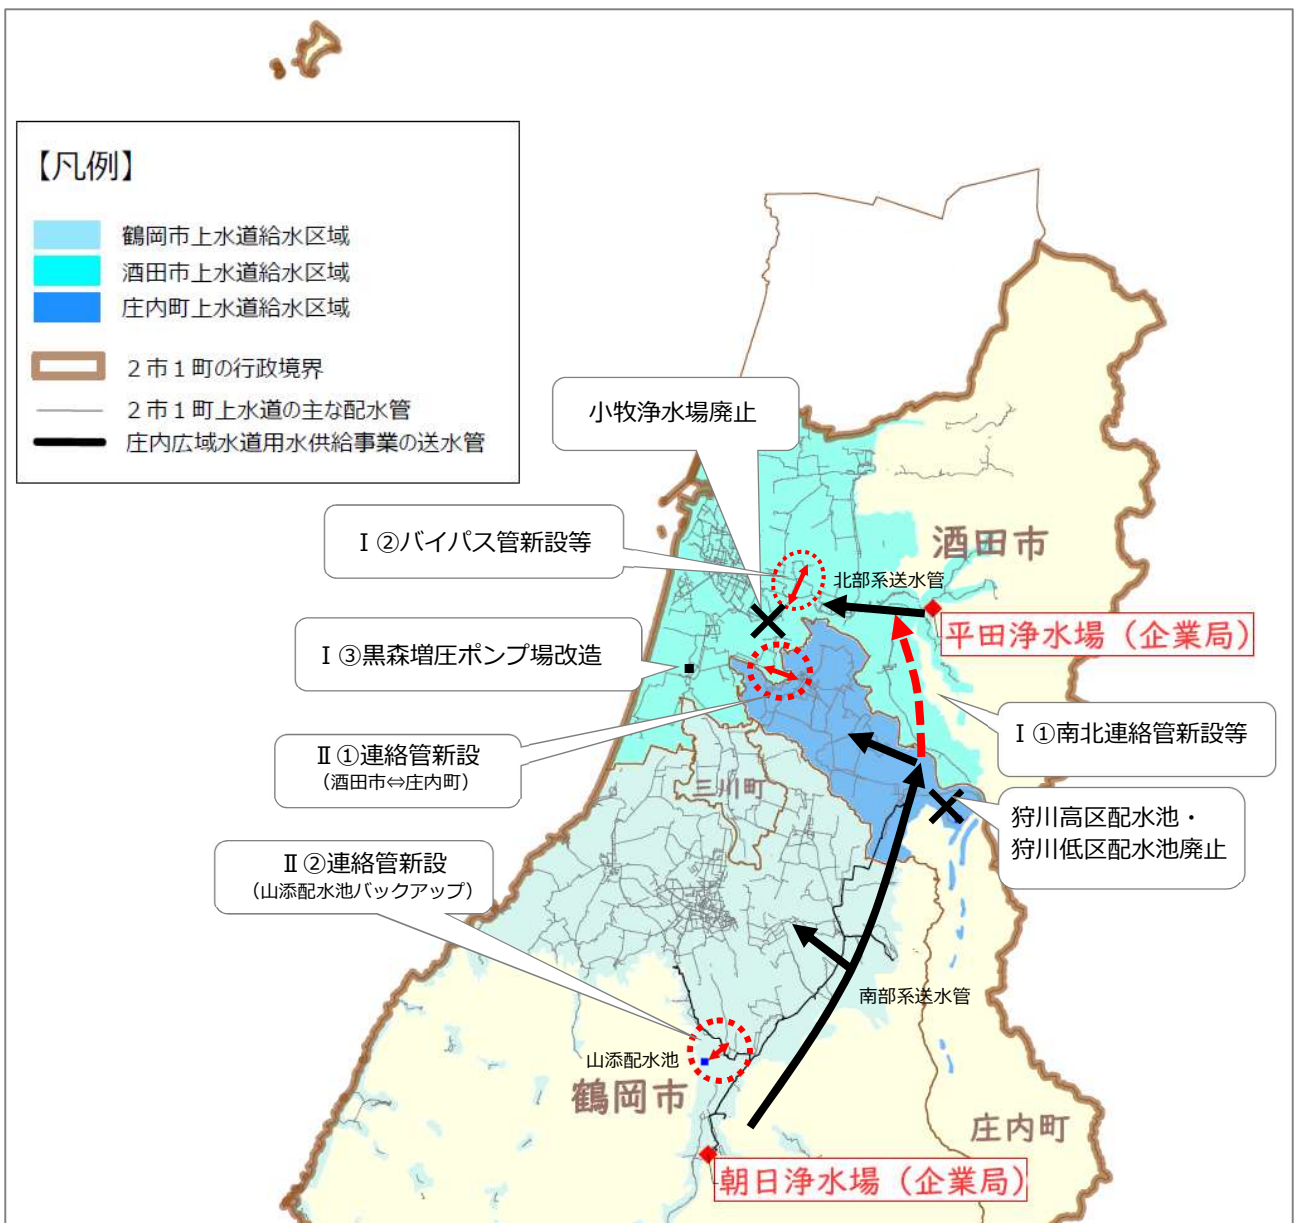 【凡例】
鶴岡市上水道給水区域
酒田市上水道給水区域
庄内町上水道給水区域
２市１町の行政境界
２市１町上水道の主な配水管
庄内広域水道用水供給事業の送水管
小牧浄水場廃止
Ⅰ②バイパス管新設等
酒田市
北部系送水管
平田浄水場（企業局）
Ⅰ③黒森増圧ポンプ場改造
Ⅰ①南北連絡管新設等
Ⅱ①連絡管新設
（酒田市⇔庄内町）
三川町
狩川高区配水池・
狩川低区配水池廃止
Ⅱ②連絡管新設
（山添配水池バックアップ）
南部系送水管
山添配水池
鶴岡市
庄内町
朝日浄水場（企業局）